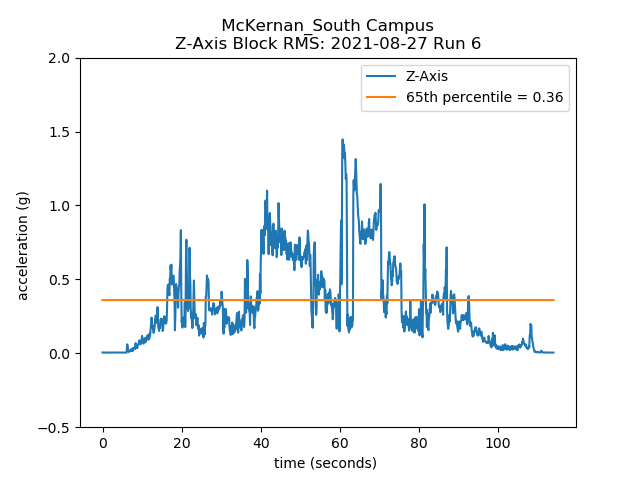 McKernan_South Campus
Z-Axis Block RMS: 2021-08-27 Run 6
2.0
1.5
1.0
0.5
0.0
−0.5
acceleration (g)
Z-Axis
65th percentile = 0.36
0
20
40
60
80
100
time (seconds)